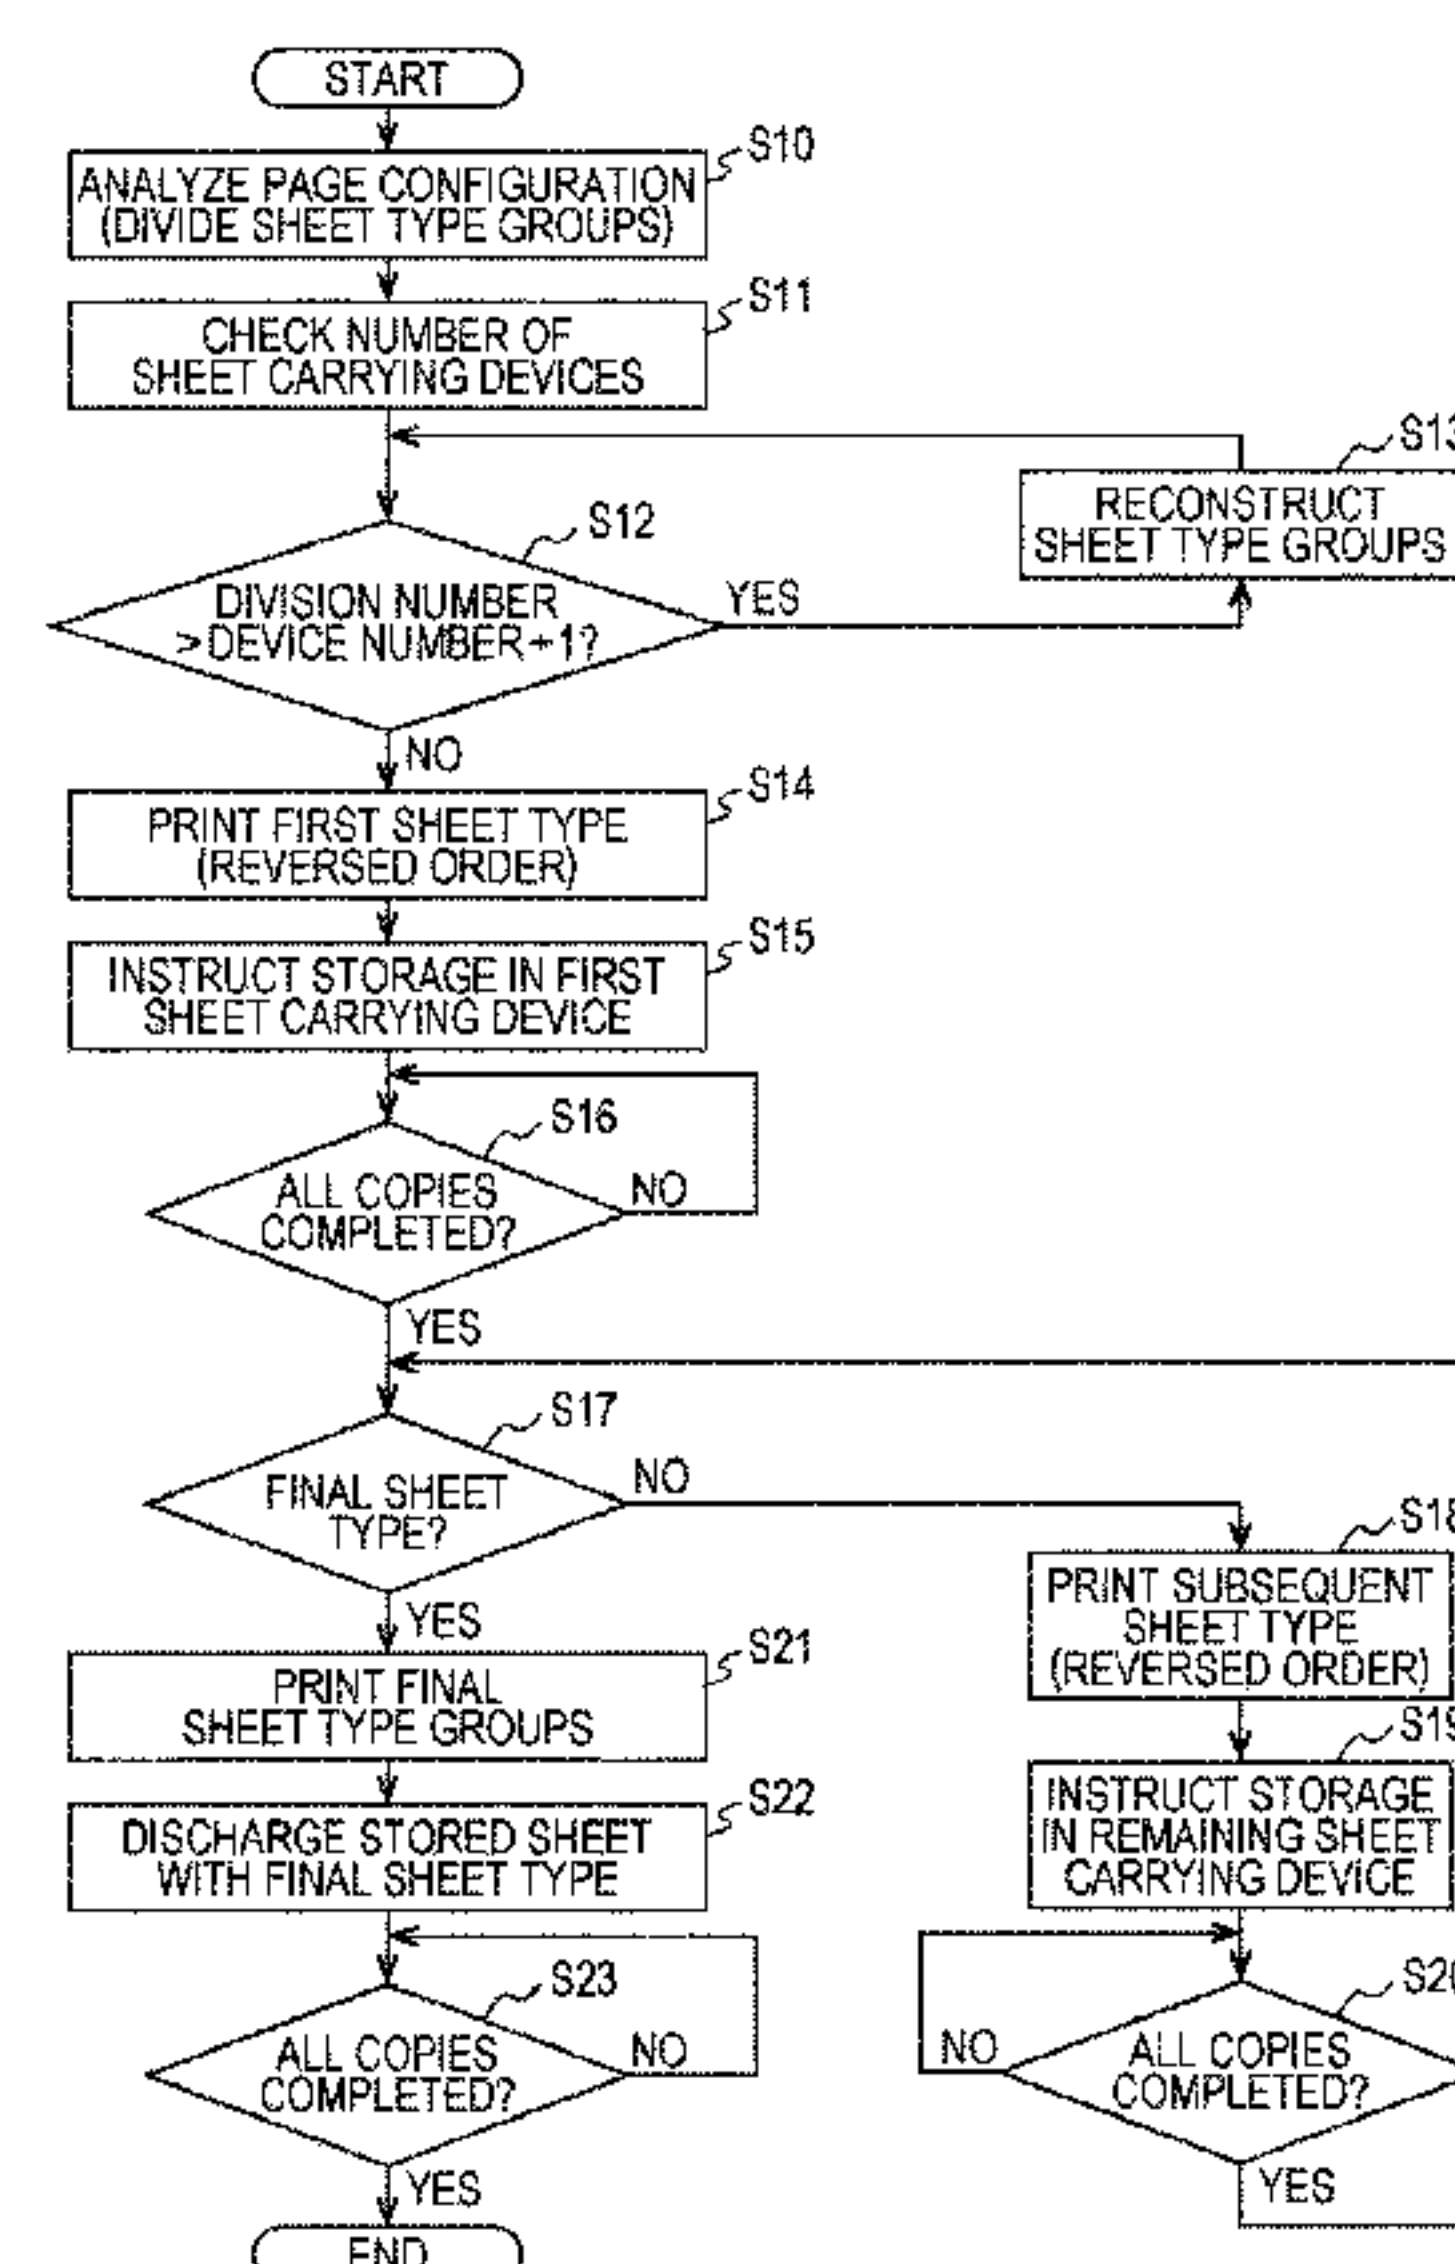 START
S10
ANALYZE PAGE CONFIGURATION
(DIVIDE SHEET TYPE GROUPS)
S11
CHECK NUMBER OF
SHEET CARRYING DEVICES
S13
RECONSTRUCT
SHEET TYPE GROUPS
S12
DIVISION NUMBER
>DEVICE NUMBER+1?
YES
NO
S14
PRINT FIRST SHEET TYPE
(REVERSED ORDER)
S15
INSTRUCT STORAGE IN FIRST
SHEET CARRYING DEVICE
S16
ALL COPIES
COMPLETED?
NO
YES
S17
FINAL SHEET
TYPE?
NO
YES
S18
PRINT SUBSEQUENT
SHEET TYPE
(REVERSED ORDER)
S21
PRINT FINAL
SHEET TYPE GROUPS
S19
INSTRUCT STORAGE
IN REMAINING SHEET
CARRYING DEVICE
S22
DISCHARGE STORED SHEET
WITH FINAL SHEET TYPE
S23
ALL COPIES
COMPLETED?
NO
YES
S20
ALL COPIES
COMPLETED?
NO
YES
END